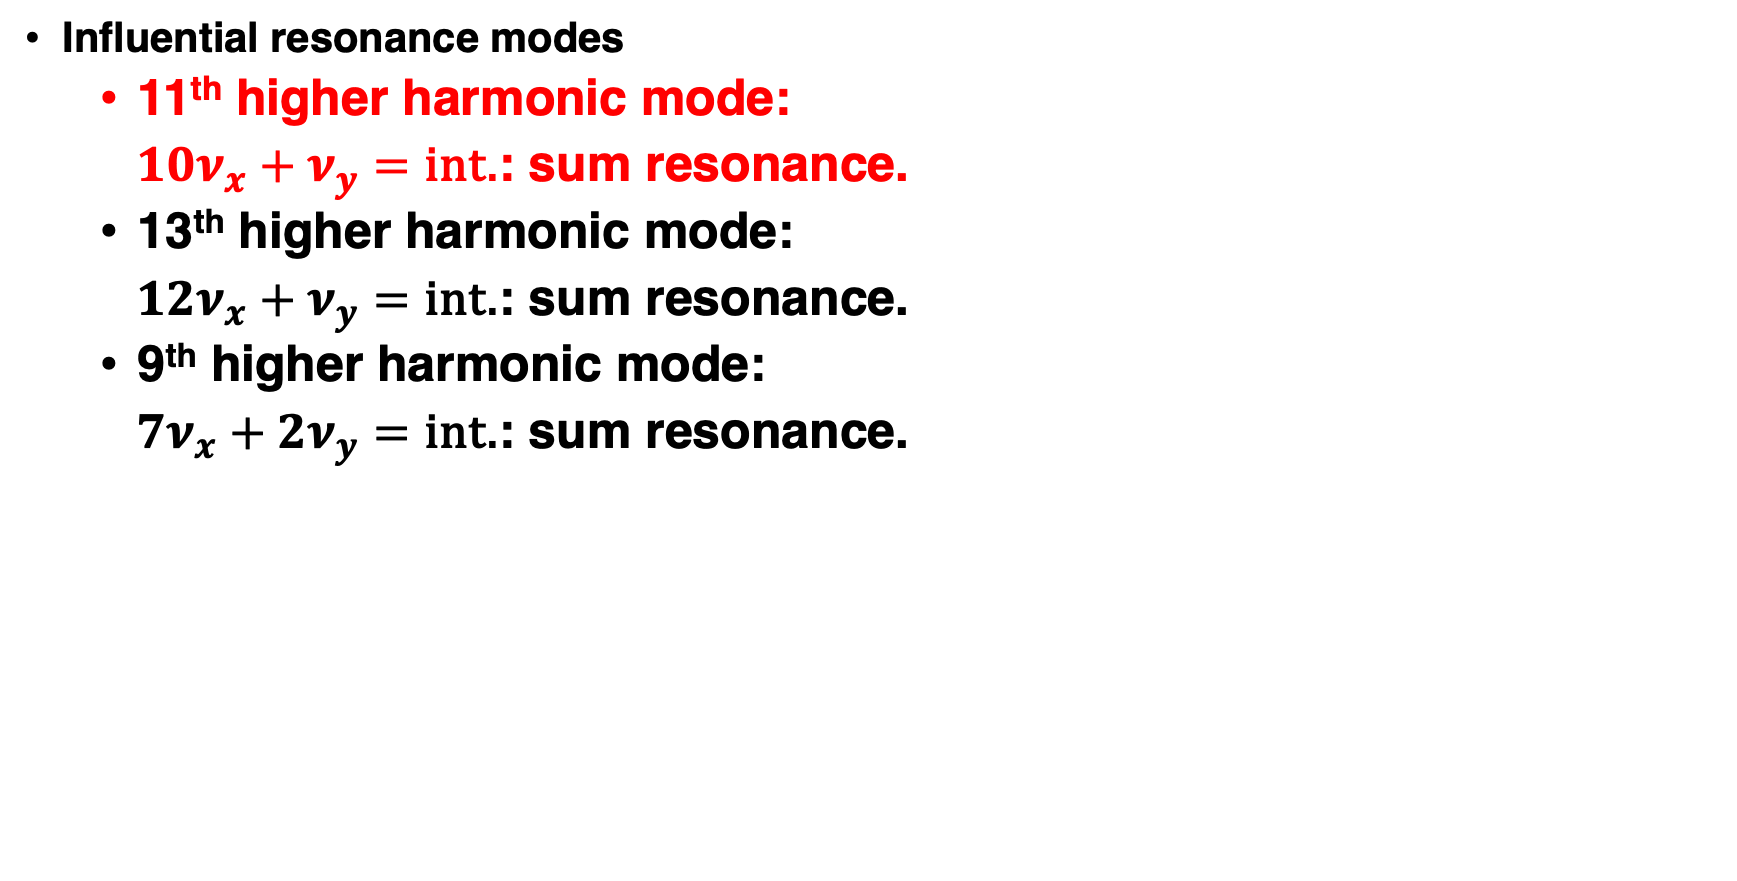 • Influential resonance modes
• 11th higher harmonic mode:
10νx + νy = int.: sum resonance.
• 13th higher harmonic mode:
12νx + νy = int.: sum resonance.
• 9th higher harmonic mode:
7νx + 2νy = int.: sum resonance.